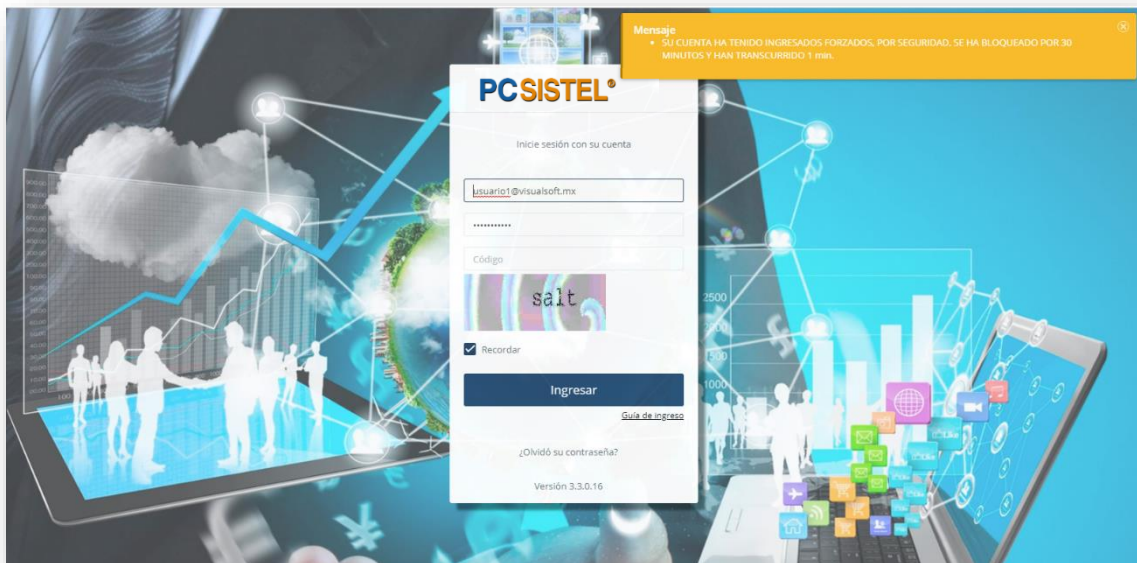 Mensaje
SU CUENTA HA TENIDO INGRESADOS FORZADOS, POR SEGURIDAD. SE HA BLOQUEADO POR 30
MINUTOS Y HAN TRANSCURRIDO 1 min.
PCSISTEL®
Inicie sesión con su cuenta
usuario1@visualsoft.mx
Código
salt
Recordar
Ingresar
Guía de ingreso
¿Olvidó su contraseña?
Versión 3.3.0.16
2500
1000